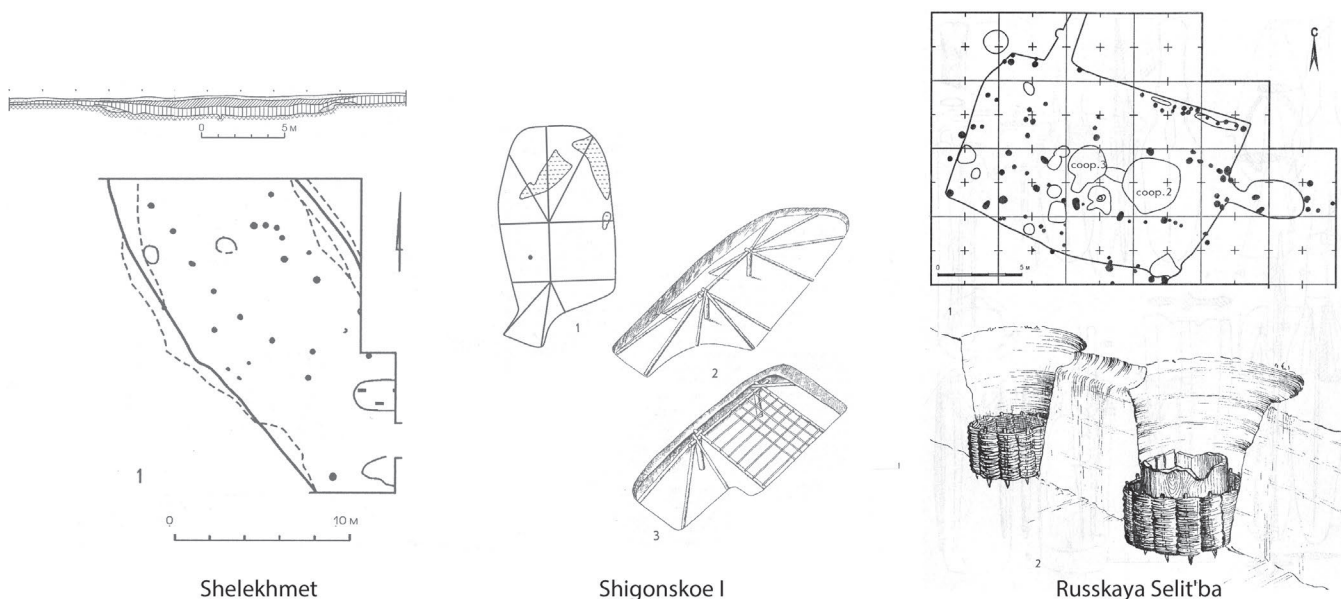 0 5 м
1
0 10 м
Shelekhmet
1
2
3
Shigonskoe I
С
соор.3
соор.2
0 5 м
1
2
Russkaya Selit'ba